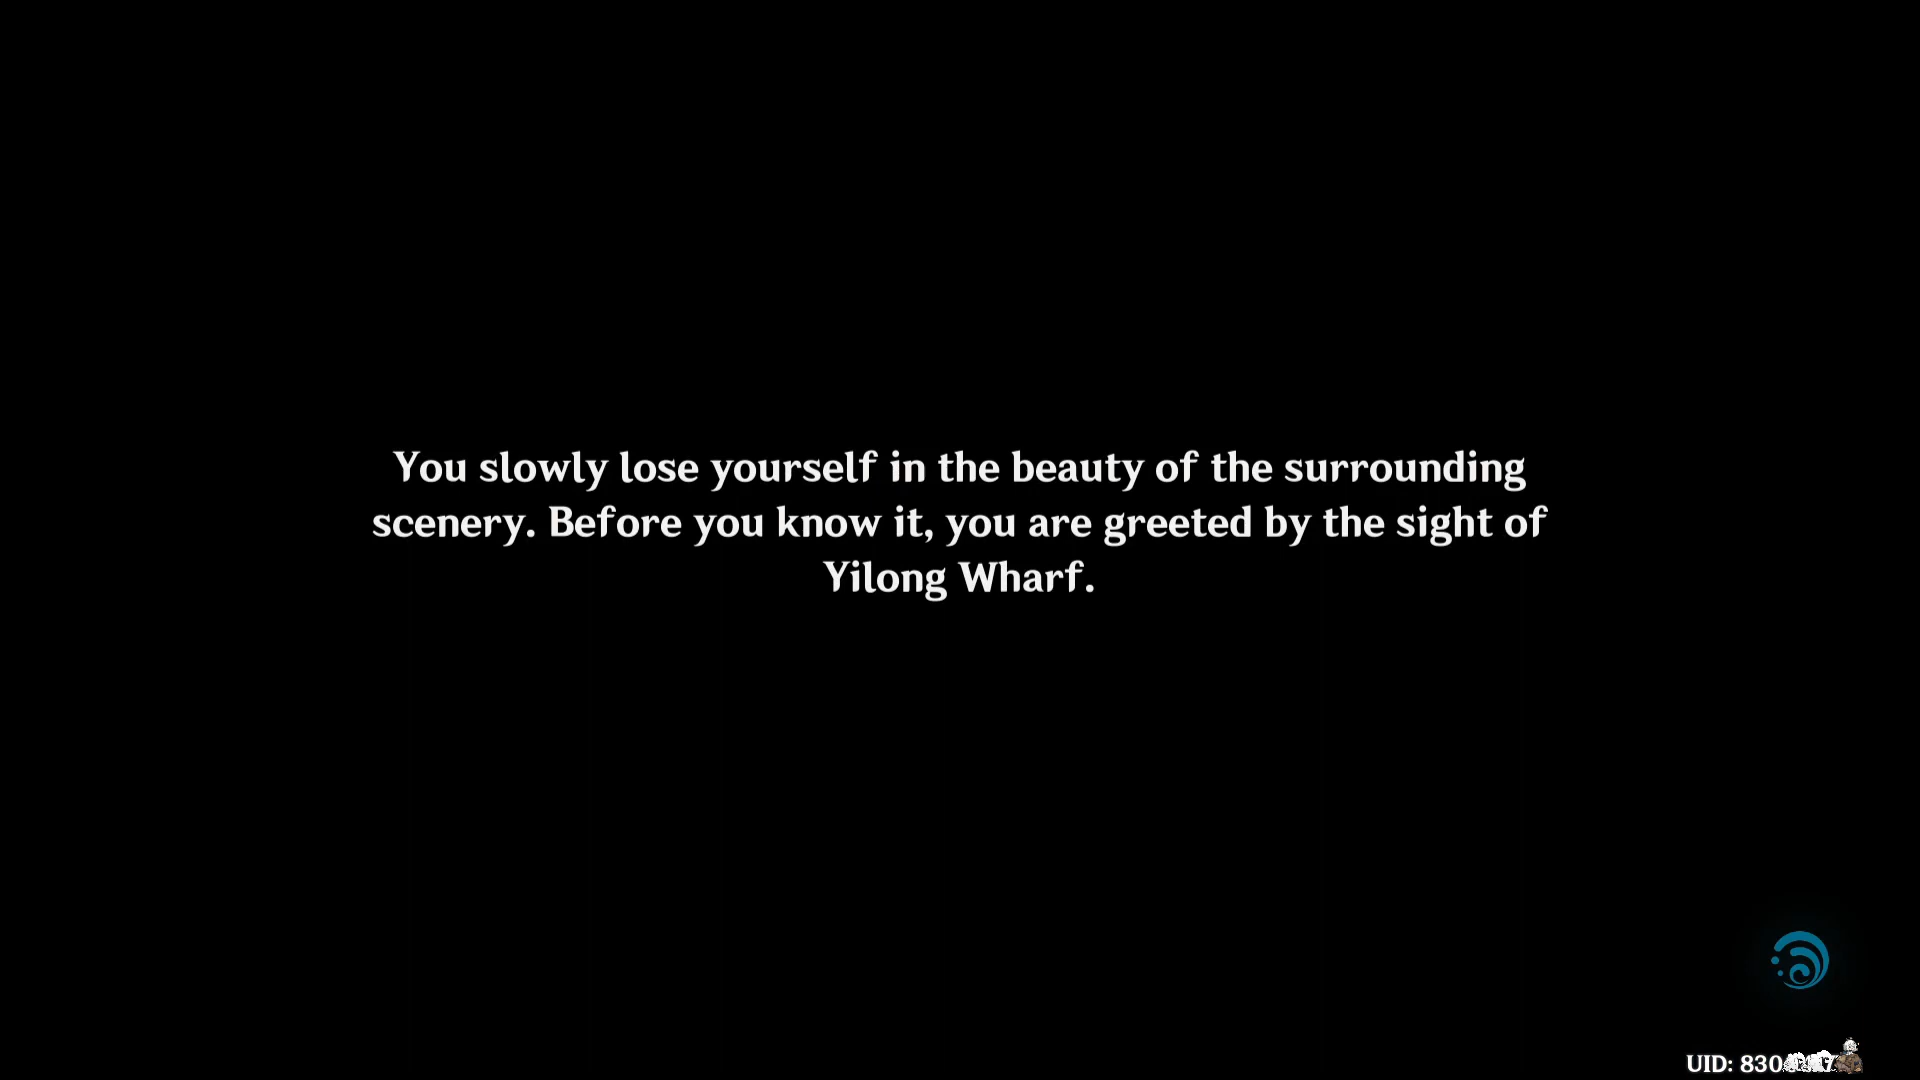 You slowly lose yourself in the beauty of the surrounding
scenery. Before you know it, you are greeted by the sight of
Yilong Wharf.
UID: 830